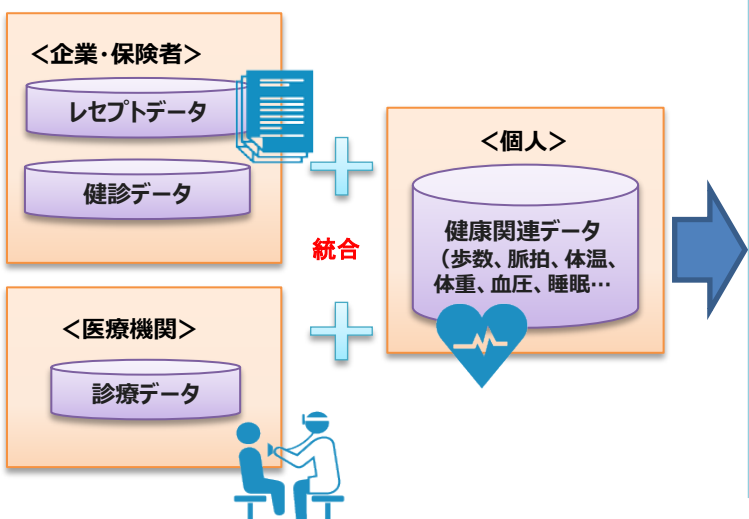 ＜企業・保険者＞
レセプトデータ
健診データ
＜医療機関＞
診療データ
統合
＜個人＞
健康関連データ
（歩数、脈拍、体温、
体重、血圧、睡眠…